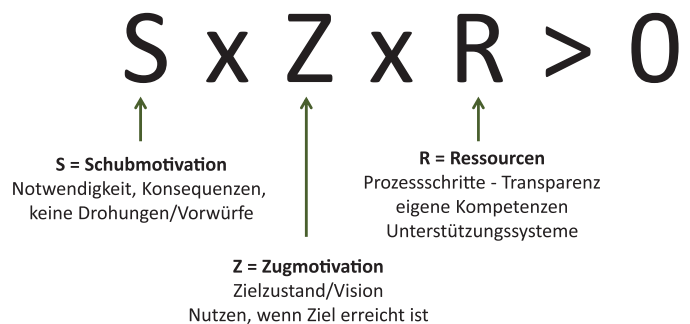 S x Z x R > 0
S = Schubmotivation
Notwendigkeit, Konsequenzen,
keine Drohungen/Vorwürfe
R = Ressourcen
Prozessschritte - Transparenz
eigene Kompetenzen
Unterstützungssysteme
Z = Zugmotivation
Zielzustand/Vision
Nutzen, wenn Ziel erreicht ist